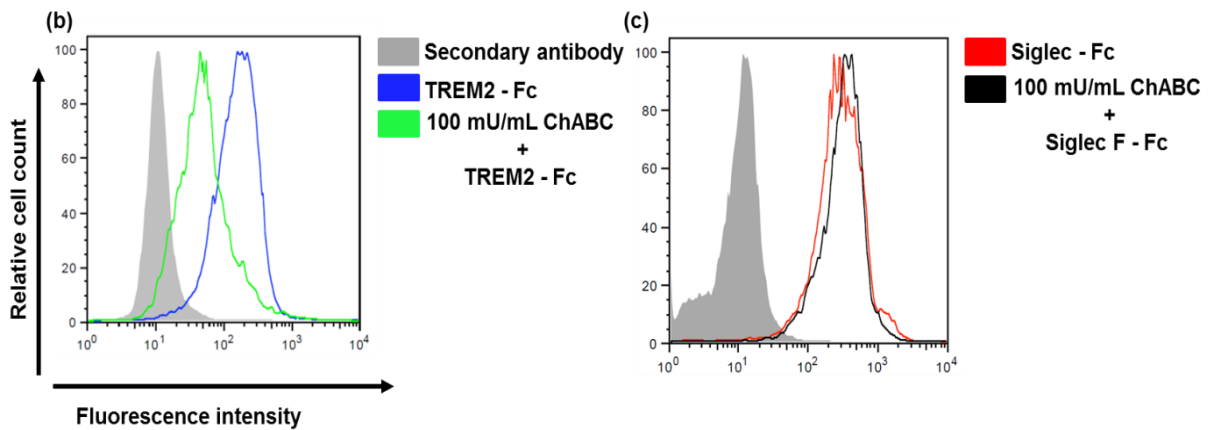 (b)
100
80
60
40
20
0
10^0 10^1 10^2 10^3 10^4
Relative cell count
Fluorescence intensity
Secondary antibody
TREM2 - Fc
100 mU/mL ChABC
+
TREM2 - Fc
(c)
100
80
60
40
20
0
10^0 10^1 10^2 10^3 10^4
Siglec - Fc
100 mU/mL ChABC
+
Siglec F - Fc